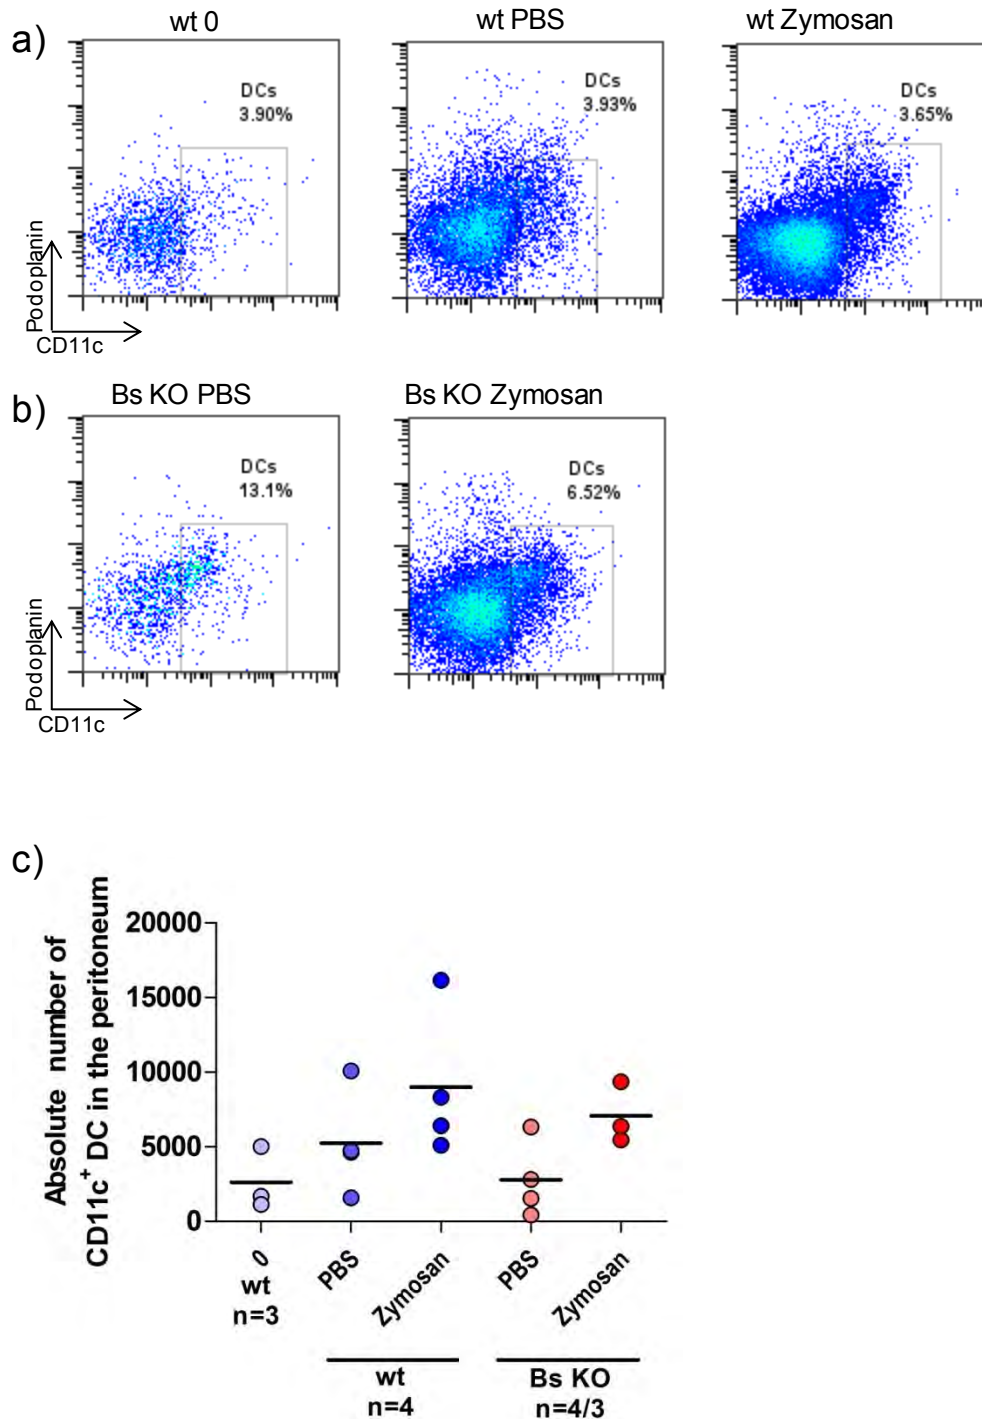 a)
wt 0
wt PBS
wt Zymosan
DCs
3.90%
DCs
3.93%
DCs
3.65%
Podoplanin
CD11c
b)
Bs KO PBS
Bs KO Zymosan
DCs
13.1%
DCs
6.52%
Podoplanin
CD11c
c)
Absolute number of
CD11c+ DC in the peritoneum
20000
15000
10000
5000
0
0
wt
n=3
PBS
Zymosan
PBS
Zymosan
wt
n=4
Bs KO
n=4/3